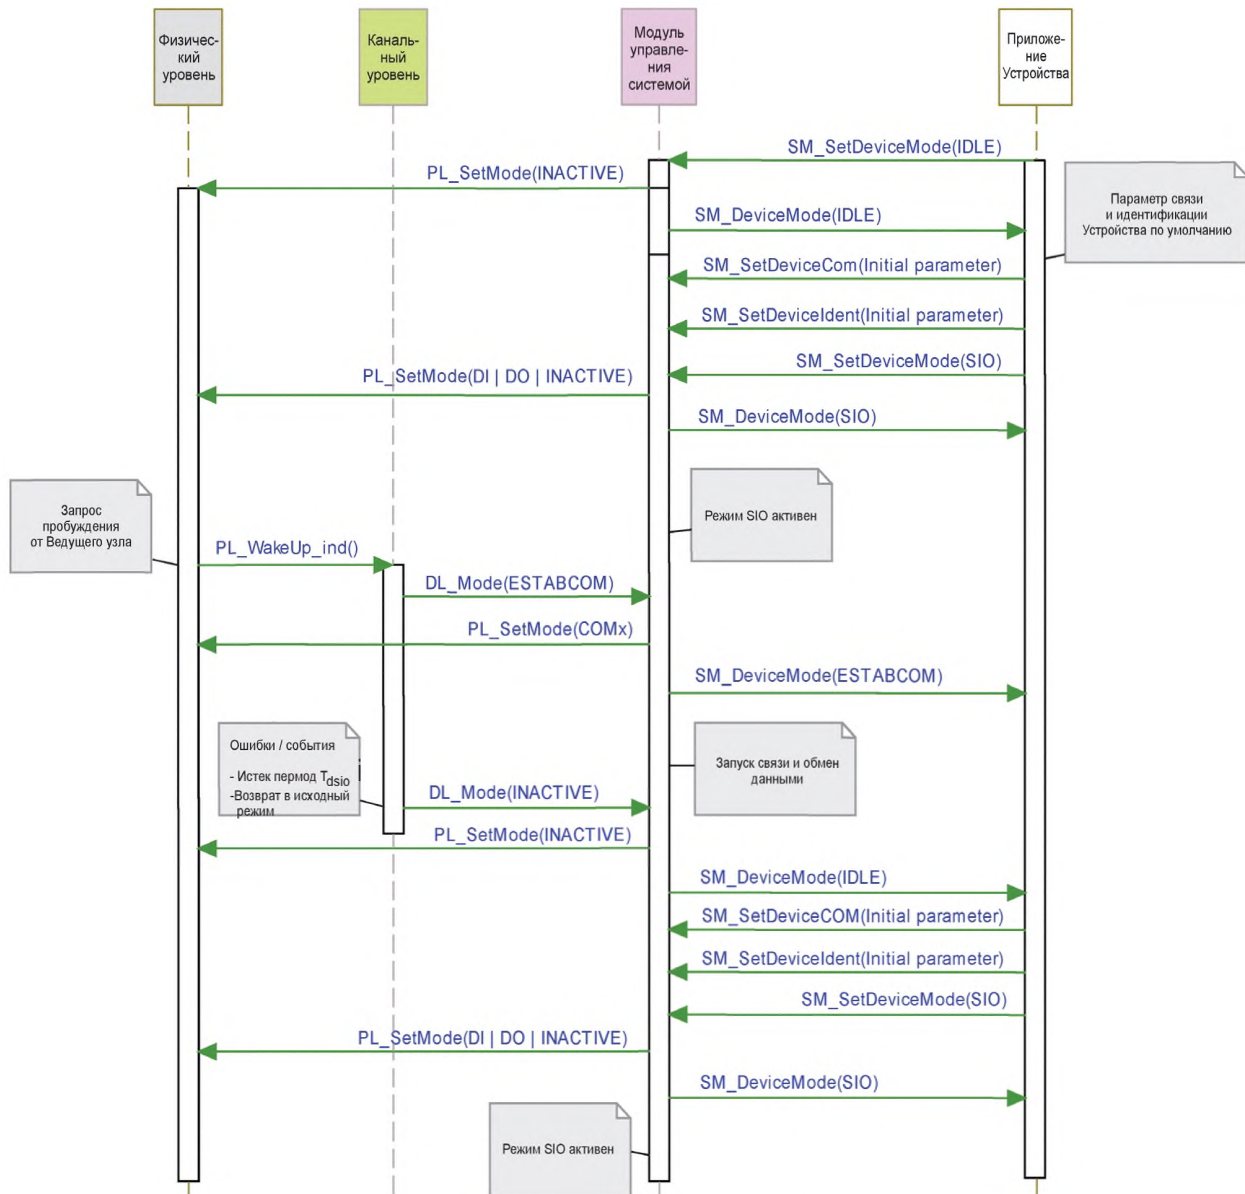 Физичес-
кий
уровень
Каналь-
ный
уровень
Модуль
управле-
ния
системой
Приложе-
ние
Устройства
SM_SetDeviceMode(IDLE)
PL_SetMode(INACTIVE)
Параметр связи
и идентификации
Устройства по умолчанию
SM_DeviceMode(IDLE)
SM_SetDeviceCom(Initial parameter)
SM_SetDeviceIdent(Initial parameter)
SM_SetDeviceMode(SIO)
PL_SetMode(DI | DO | INACTIVE)
SM_DeviceMode(SIO)
Запрос
пробуждения
от Ведущего узла
Режим SIO активен
PL_WakeUp_ind()
DL_Mode(ESTABCOM)
PL_SetMode(COMx)
SM_DeviceMode(ESTABCOM)
Ошибки / события
- Истек пермод Tdsio
-Возврат в исходный
режим
Запуск связи и обмен
данными
DL_Mode(INACTIVE)
PL_SetMode(INACTIVE)
SM_DeviceMode(IDLE)
SM_SetDeviceCOM(Initial parameter)
SM_SetDeviceIdent(Initial parameter)
SM_SetDeviceMode(SIO)
PL_SetMode(DI | DO | INACTIVE)
SM_DeviceMode(SIO)
Режим SIO активен